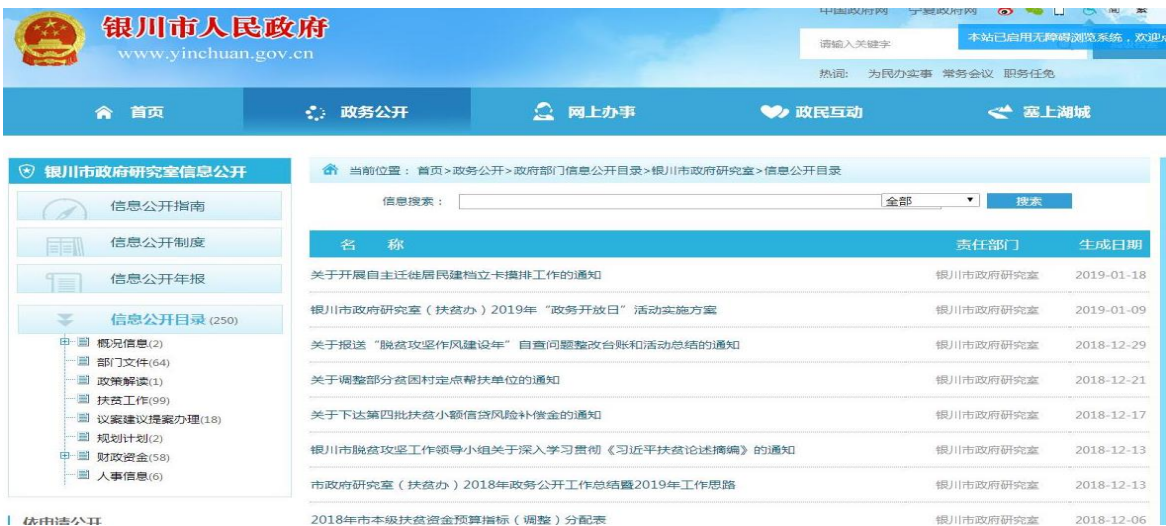 中国政府网 宁夏政府网 简 繁
银川市人民政府
www.yinchuan.gov.cn
请输入关键字
本站已启用无障碍浏览系统，欢迎
热词: 为民办实事 常务会议 职务任免
首页 政务公开 网上办事 政民互动 塞上湖城
银川市政府研究室信息公开
信息公开指南
信息公开制度
信息公开年报
信息公开目录(250)
概况信息(2)
部门文件(64)
政策解读(1)
扶贫工作(99)
议案建议提案办理(18)
规划计划(2)
财政资金(58)
人事信息(6)
依申请公开
当前位置：首页>政务公开>政府部门信息公开目录>银川市政府研究室>信息公开目录
信息搜索： 全部 搜索
名 称 责任部门 生成日期
关于开展自主迁徙居民建档立卡摸排工作的通知 银川市政府研究室 2019-01-18
银川市政府研究室（扶贫办）2019年“政务开放日”活动实施方案 银川市政府研究室 2019-01-09
关于报送“脱贫攻坚作风建设年”自查问题整改台账和活动总结的通知 银川市政府研究室 2018-12-29
关于调整部分贫困村定点帮扶单位的通知 银川市政府研究室 2018-12-21
关于下达第四批扶贫小额信贷风险补偿金的通知 银川市政府研究室 2018-12-17
银川市脱贫攻坚工作领导小组关于深入学习贯彻《习近平扶贫论述摘编》的通知 银川市政府研究室 2018-12-13
市政府研究室（扶贫办）2018年政务公开工作总结暨2019年工作思路 银川市政府研究室 2018-12-13
2018年市本级扶贫资金预算指标（调整）分配表 银川市政府研究室 2018-12-06